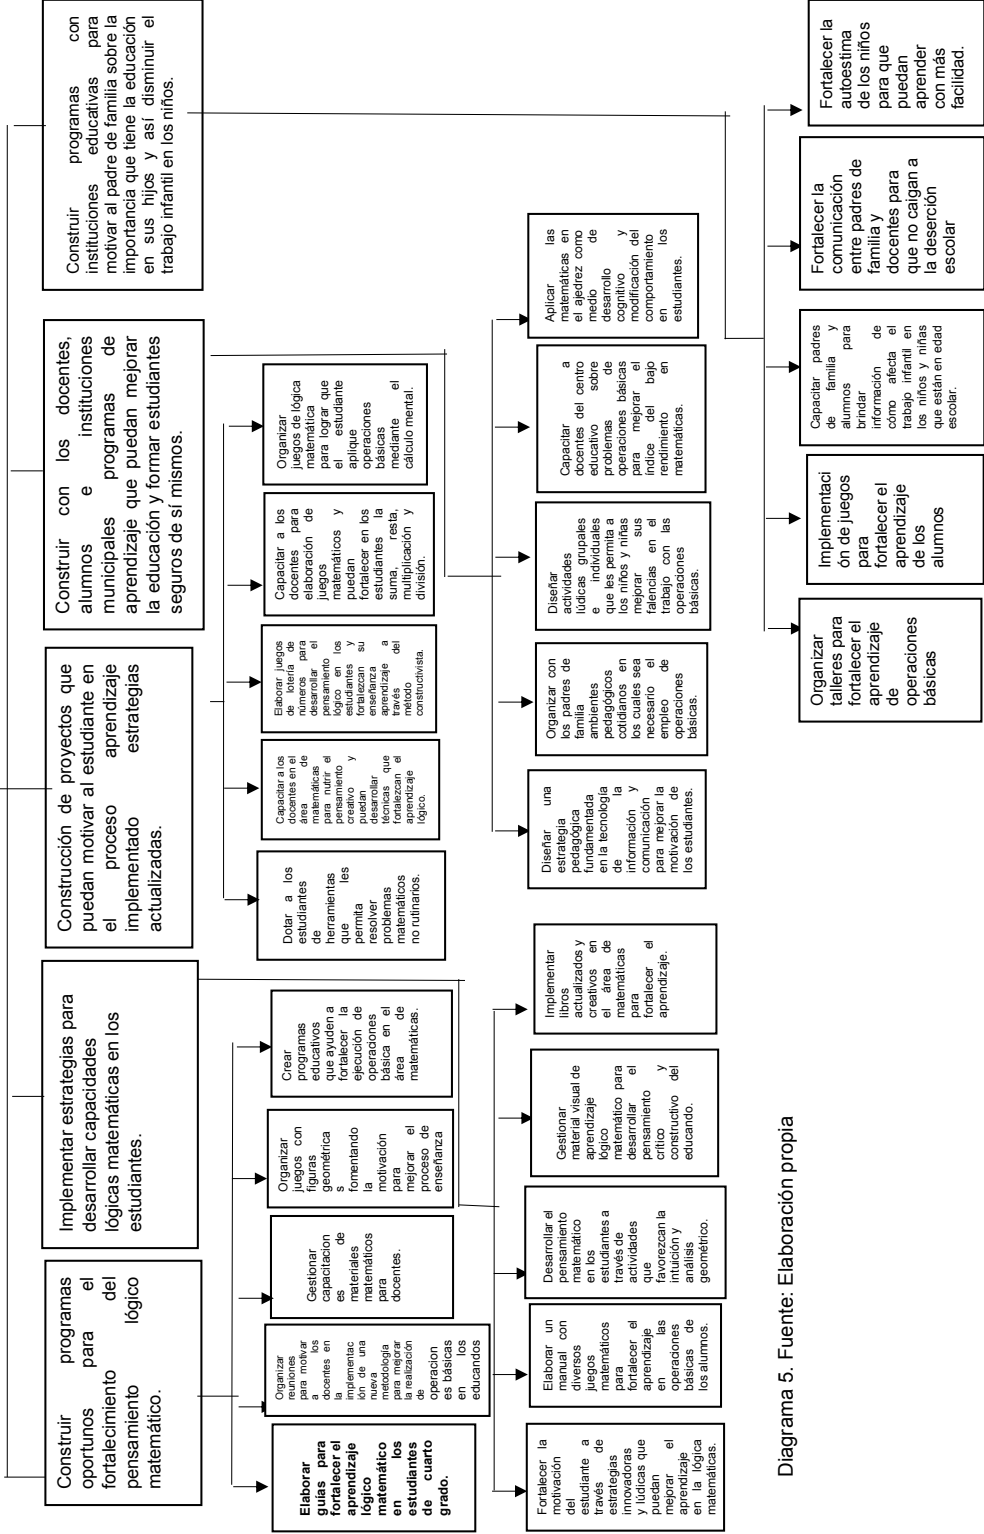 Construir programas
oportunos para el
fortalecimiento del
pensamiento lógico
matemático.
Implementar estrategias para
desarrollar capacidades
lógicas matemáticas en los
estudiantes.
Construcción de proyectos que
puedan motivar al estudiante en
el proceso aprendizaje
implementado estrategias
actualizadas.
Construir con los docentes,
alumnos e instituciones
municipales programas de
aprendizaje que puedan mejorar
la educación y formar estudiantes
seguros de sí mismos.
Construir programas con
instituciones educativas para
motivar al padre de familia sobre la
importancia que tiene la educación
en sus hijos y así disminuir el
trabajo infantil en los niños.
Elaborar
guías para
fortalecer el
aprendizaje
lógico
matemático
en los
estudiantes
de cuarto
grado.
Organizar
reuniones
para motivar
a los
docentes en
la
implementac
ión de una
nueva
metodología
para mejorar
la realización
de
operacion
es básicas
en los
educandos
Gestionar
capacitacion
es de
materiales
matemáticos
para
docentes.
Organizar
juegos con
figuras
geométrica
s
fomentando
la
motivación
para
mejorar el
proceso de
enseñanza
Crear
programas
educativos
que ayuden a
fortalecer la
ejecución de
operaciones
básica en el
área de
matemáticas.
Dotar a los
estudiantes
de
herramientas
que les
permita
resolver
problemas
matemáticos
no rutinarios.
Capacitar a los
docentes en el
área de
matemáticas
para nutrir el
pensamiento
creativo y
puedan
desarrollar
técnicas que
fortalezcan el
aprendizaje
lógico.
Elaborar juegos
de lotería de
números para
desarrollar el
pensamiento
lógico en los
estudiantes y
fortalezcan su
enseñanza
aprendizaje a
través del
método
constructivista.
Capacitar a los
docentes para
elaboración de
juegos
matemáticos y
puedan
fortalecer en los
estudiantes la
suma, resta,
multiplicación y
división.
Organizar
juegos de lógica
matemática
para lograr que
el estudiante
aplique
operaciones
básicas
mediante el
cálculo mental.
Fortalecer la
motivación
del
estudiante a
través de
estrategias
innovadoras
y lúdicas que
puedan
mejorar el
aprendizaje
en la lógica
matemáticas.
Elaborar un
manual con
diversos
juegos
matemáticos
para
fortalecer el
aprendizaje
en las
operaciones
básicas de
los alumnos.
Desarrollar el
pensamiento
matemático
en los
estudiantes a
través de
actividades
que
favorezcan la
intuición y
análisis
geométrico.
Gestionar
material visual de
aprendizaje
lógico
matemático para
desarrollar el
pensamiento
critico y
constructivo del
educando.
Implementar
libros
actualizados y
creativos en
el área de
matemáticas
para
fortalecer el
aprendizaje.
Diseñar una
estrategia
pedagógica
fundamentada
en la tecnología
de la
información y
comunicación
para mejorar la
motivación de
los estudiantes.
Organizar con
los padres de
familia
ambientes
pedagógicos
cotidianos en
los cuales sea
necesario el
empleo de
operaciones
básicas.
Diseñar
actividades
lúdicas grupales
e individuales
que les permita a
los niños y niñas
mejorar sus
falencias en el
trabajo con las
operaciones
básicas.
Capacitar a
docentes del centro
educativo sobre
problemas de
operaciones básicas
para mejorar el
índice del bajo
rendimiento en
matemáticas.
Aplicar las
matemáticas en
el ajedrez como
medio de
desarrollo
cognitivo y
modificación del
comportamiento
en los
estudiantes.
Organizar
talleres para
fortalecer el
aprendizaje
de
operaciones
básicas
Implementaci
ón de juegos
para
fortalecer el
aprendizaje
de los
alumnos
Capacitar padres
de familia y
alumnos para
brindar
información de
cómo afecta el
trabajo infantil en
los niños y niñas
que están en edad
escolar.
Fortalecer la
comunicación
entre padres de
familia y
docentes para
que no caigan a
la deserción
escolar
Fortalecer la
autoestima
de los niños
para que
puedan
aprender
con más
facilidad.
Diagrama 5. Fuente: Elaboración propia